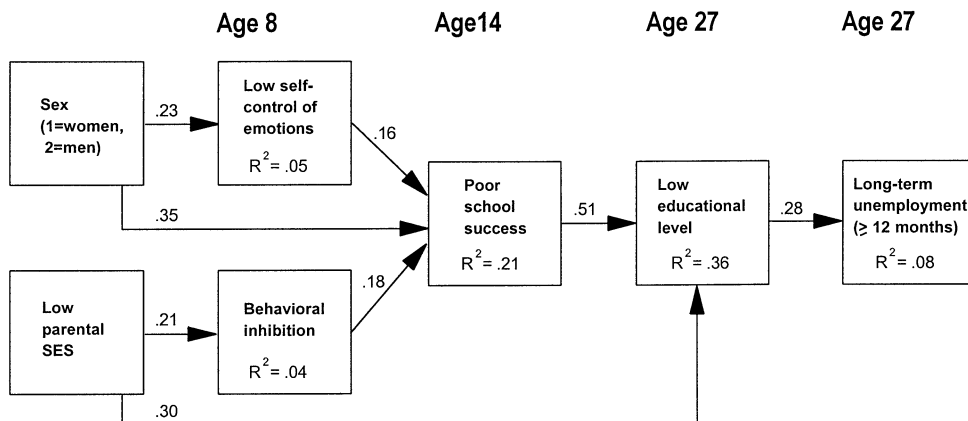 Age 8
Age14
Age 27
Age 27
Sex
(1=women,
2=men)
.23
Low self-
control of
emotions
R² = .05
.16
.35
Poor
school
success
R² = .21
.51
Low
educational
level
R² = .36
.28
Long-term
unemployment
(≥ 12 months)
R² = .08
Low
parental
SES
.21
Behavioral
inhibition
R² = .04
.18
.30